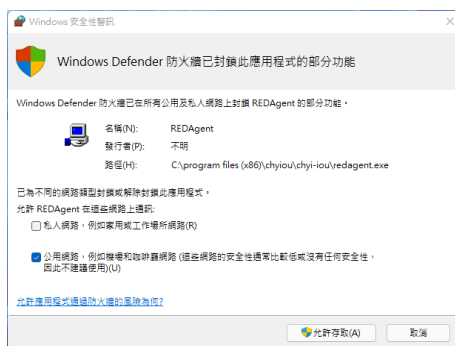 Windows 安全性警訊
Windows Defender 防火牆已封鎖此應用程式的部分功能
Windows Defender 防火牆已在所有公用及私人網路上封鎖 REDAgent 的部分功能。
名稱(N): REDAgent
發行者(P): 不明
路徑(H): C:\program files (x86)\chyiou\chyi-iou\redagent.exe
已為不同的網路類型封鎖或解除封鎖此應用程式。
允許 REDAgent 在這些網路上通訊:
私人網路，例如家用或工作場所網路(R)
公用網路，例如機場和咖啡廳網路 (這些網路的安全性通常比較低或沒有任何安全性，
因此不建議使用)(U)
允許應用程式通過防火牆的風險為何?
允許存取(A) 取消